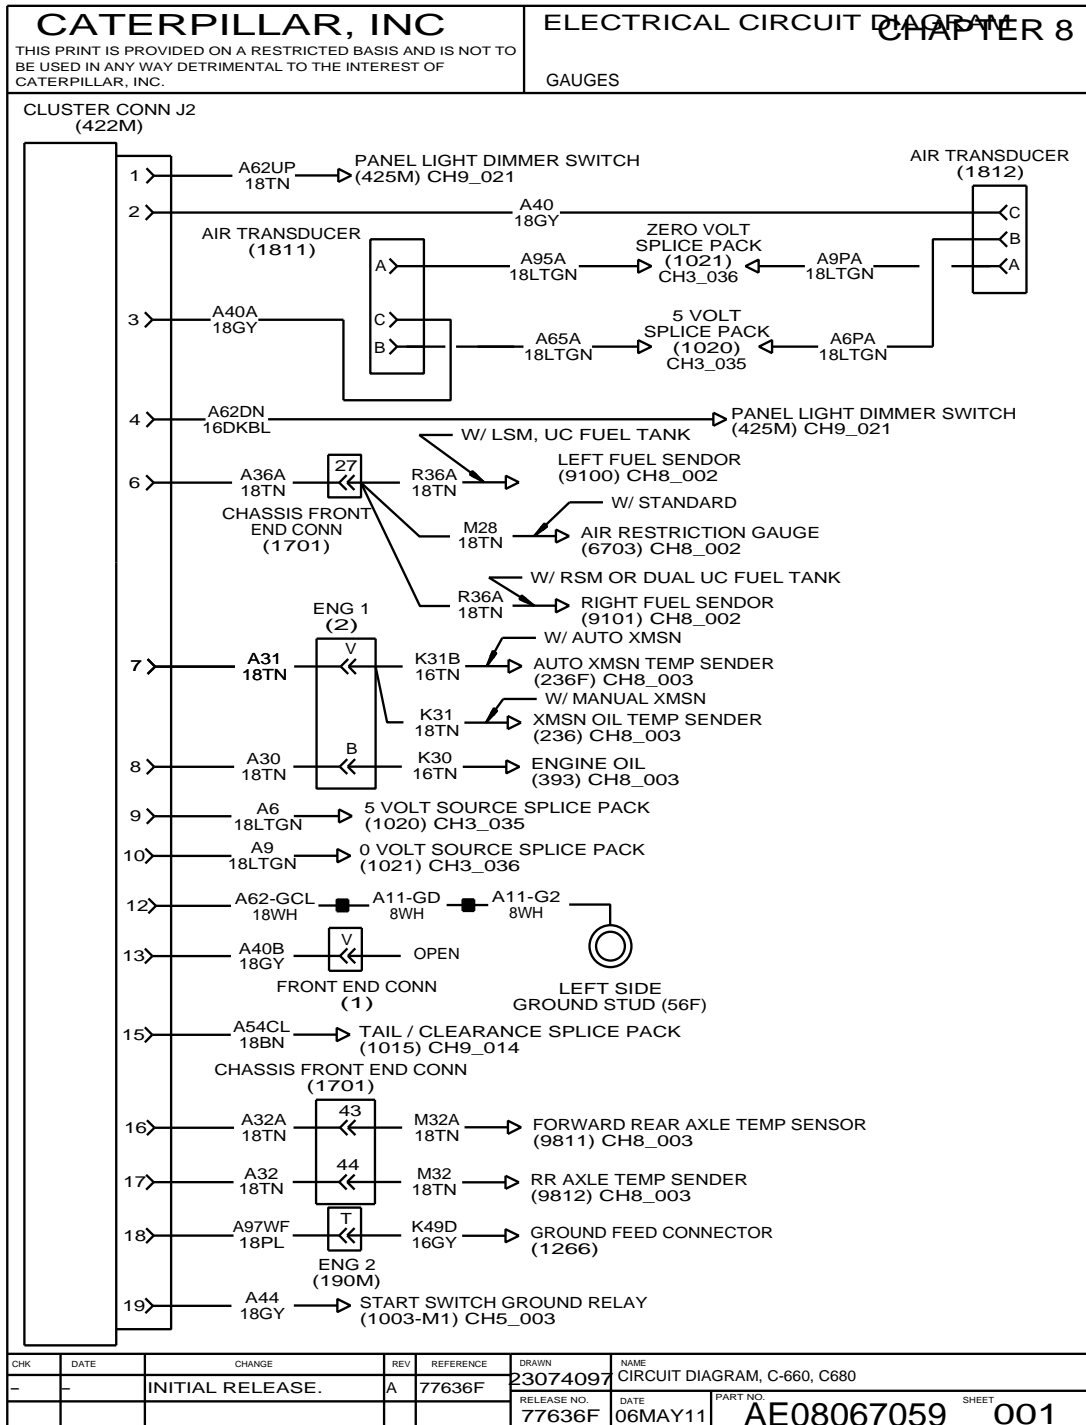 CATERPILLAR, INC
THIS PRINT IS PROVIDED ON A RESTRICTED BASIS AND IS NOT TO
BE USED IN ANY WAY DETRIMENTAL TO THE INTEREST OF
CATERPILLAR, INC.
ELECTRICAL CIRCUIT DIAGRAM
CHAPTER 8
GAUGES
CLUSTER CONN J2
(422M)
1
A62UP
18TN
PANEL LIGHT DIMMER SWITCH
(425M) CH9_021
AIR TRANSDUCER
(1812)
2
A40
18GY
C
B
A
AIR TRANSDUCER
(1811)
A
A95A
18LTGN
ZERO VOLT
SPLICE PACK
(1021)
CH3_036
A9PA
18LTGN
3
A40A
18GY
C
B
A65A
18LTGN
5 VOLT
SPLICE PACK
(1020)
CH3_035
A6PA
18LTGN
4
A62DN
16DKBL
PANEL LIGHT DIMMER SWITCH
(425M) CH9_021
W/ LSM, UC FUEL TANK
6
A36A
18TN
27
R36A
18TN
LEFT FUEL SENDOR
(9100) CH8_002
CHASSIS FRONT
END CONN
(1701)
W/ STANDARD
M28
18TN
AIR RESTRICTION GAUGE
(6703) CH8_002
W/ RSM OR DUAL UC FUEL TANK
R36A
18TN
RIGHT FUEL SENDOR
(9101) CH8_002
ENG 1
(2)
W/ AUTO XMSN
7
A31
18TN
V
K31B
16TN
AUTO XMSN TEMP SENDER
(236F) CH8_003
W/ MANUAL XMSN
K31
18TN
XMSN OIL TEMP SENDER
(236) CH8_003
8
A30
18TN
B
K30
16TN
ENGINE OIL
(393) CH8_003
9
A6
18LTGN
5 VOLT SOURCE SPLICE PACK
(1020) CH3_035
10
A9
18LTGN
0 VOLT SOURCE SPLICE PACK
(1021) CH3_036
12
A62-GCL
18WH
A11-GD
8WH
A11-G2
8WH
13
A40B
18GY
V
OPEN
FRONT END CONN
(1)
LEFT SIDE
GROUND STUD (56F)
15
A54CL
18BN
TAIL / CLEARANCE SPLICE PACK
(1015) CH9_014
CHASSIS FRONT END CONN
(1701)
16
A32A
18TN
43
M32A
18TN
FORWARD REAR AXLE TEMP SENSOR
(9811) CH8_003
17
A32
18TN
44
M32
18TN
RR AXLE TEMP SENDER
(9812) CH8_003
18
A97WF
18PL
T
K49D
16GY
GROUND FEED CONNECTOR
(1266)
ENG 2
(190M)
19
A44
18GY
START SWITCH GROUND RELAY
(1003-M1) CH5_003
CHK DATE CHANGE REV REFERENCE
– – INITIAL RELEASE. A 77636F
DRAWN
23074097
NAME
CIRCUIT DIAGRAM, C-660, C680
RELEASE NO.
77636F
DATE
06MAY11
PART NO.
AE08067059
SHEET
001